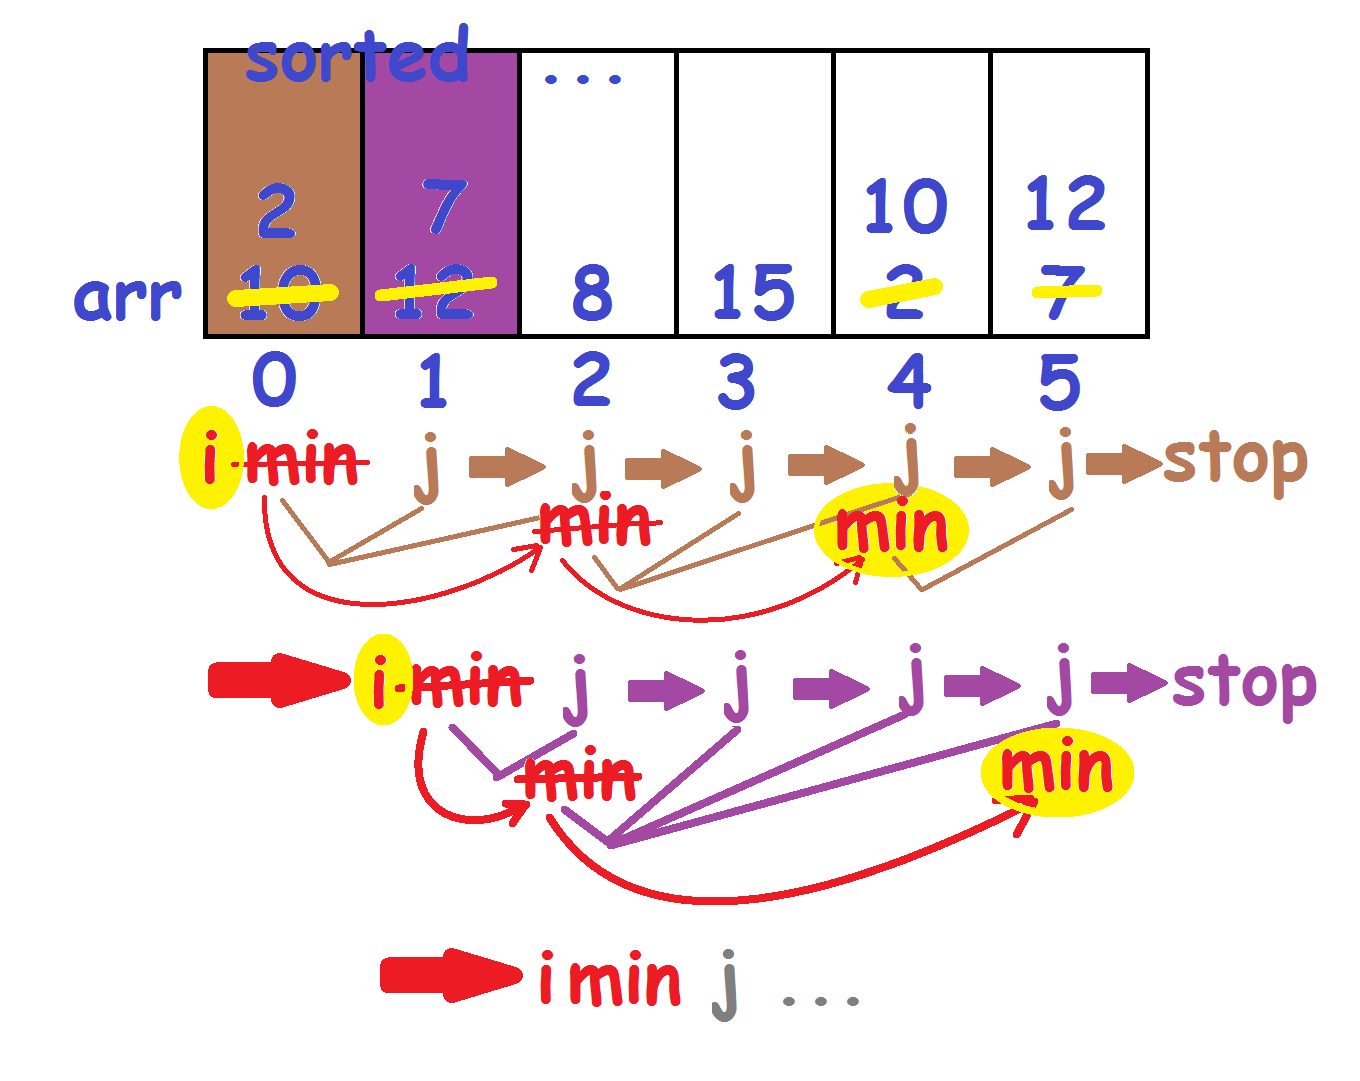 sorted ...
2 7 10 12
arr 10 12 8 15 2 7
0 1 2 3 4 5
i min j j j j j stop
min min
i min j j j j stop
min min
i min j ...